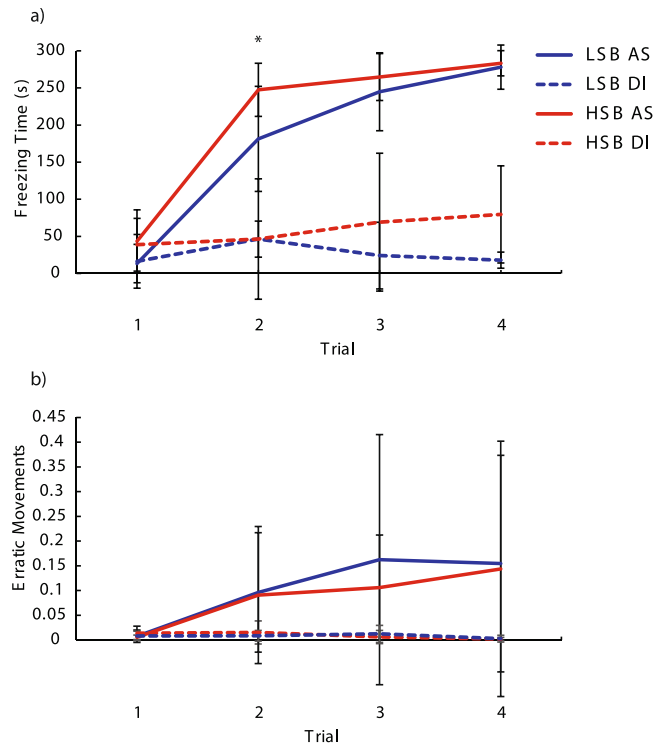 a)
*
300
250
200
150
100
50
0
Freezing Time (s)
1 2 3 4
Trial
LSB AS
LSB DI
HSB AS
HSB DI
b)
0.45
0.4
0.35
0.3
0.25
0.2
0.15
0.1
0.05
0
Erratic Movements
1 2 3 4
Trial